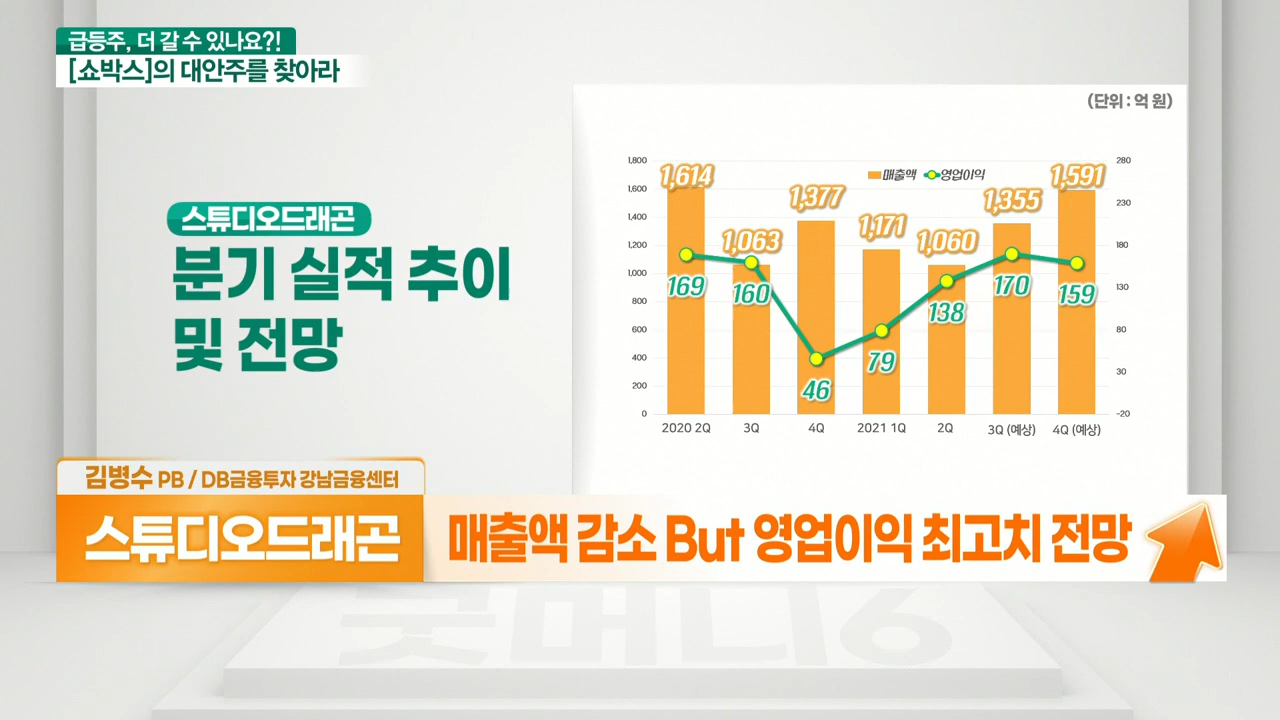 급등주, 더 갈 수 있나요?!
[쇼박스]의 대안주를 찾아라
(단위 : 억 원)
스튜디오드래곤
분기 실적 추이
및 전망
매출액 영업이익
1,800
1,600
1,400
1,200
1,000
800
600
400
200
0
280
230
180
130
80
30
-20
1,614 1,063 1,377 1,171 1,060 1,355 1,591
169 160 46 79 138 170 159
2020 2Q 3Q 4Q 2021 1Q 2Q 3Q (예상) 4Q (예상)
김병수 PB / DB금융투자 강남금융센터
스튜디오드래곤
매출액 감소 But 영업이익 최고치 전망
굿머니6